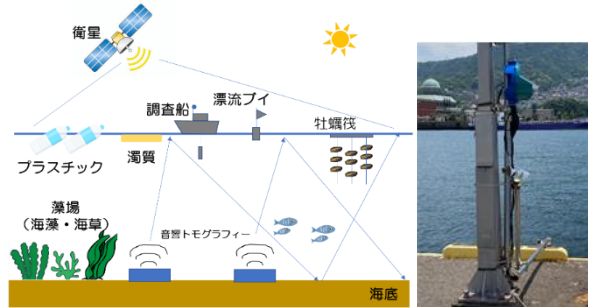 衛星
調査船
漂流ブイ
牡蠣筏
プラスチック
濁質
藻場
（海藻・海草）
音響トモグラフィー
海底